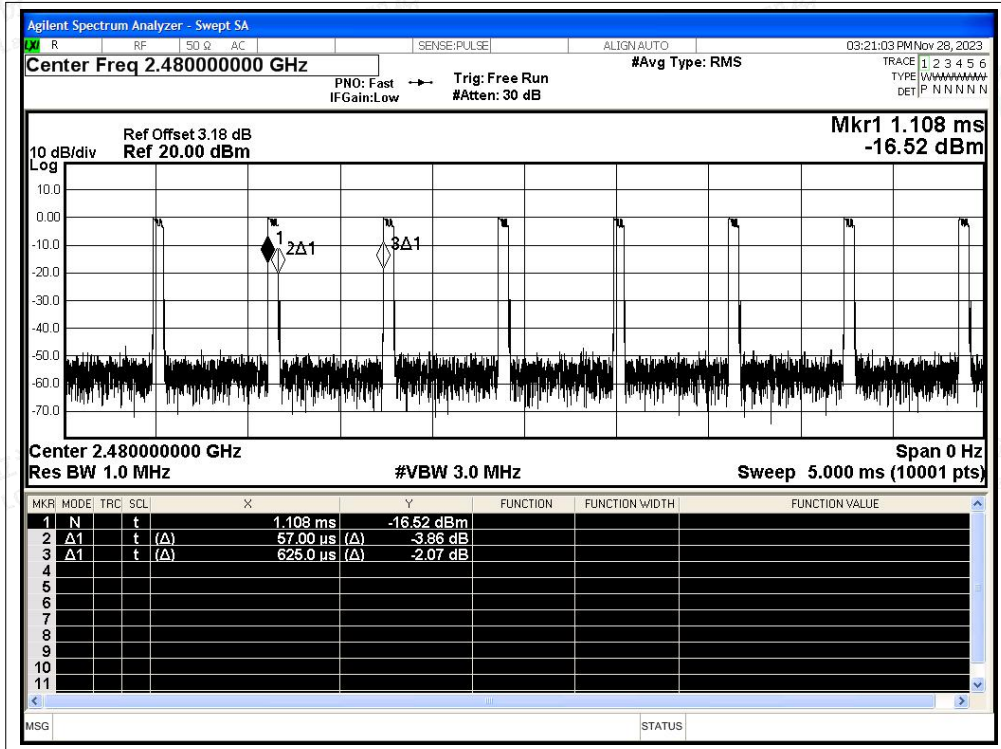 Agilent Spectrum Analyzer - Swept SA
LXI R RF 50 Ω AC SENSE:PULSE ALIGN AUTO 03:21:03 PM Nov 28, 2023
Center Freq 2.480000000 GHz #Avg Type: RMS TRACE 1 2 3 4 5 6
PNO: Fast Trig: Free Run TYPE
IFGain:Low #Atten: 30 dB DET P N N N N N
Mkr1 1.108 ms
Ref Offset 3.18 dB
10 dB/div Ref 20.00 dBm -16.52 dBm
Log
10.0
0.00
-10.0
1
2Δ1
3Δ1
-20.0
-30.0
-40.0
-50.0
-60.0
-70.0
Center 2.480000000 GHz Span 0 Hz
Res BW 1.0 MHz #VBW 3.0 MHz Sweep 5.000 ms (10001 pts)
MKR MODE TRC SCL X Y FUNCTION FUNCTION WIDTH FUNCTION VALUE
1 N t 1.108 ms -16.52 dBm
2 Δ1 t (Δ) 57.00 µs (Δ) -3.86 dB
3 Δ1 t (Δ) 625.0 µs (Δ) -2.07 dB
4
5
6
7
8
9
10
11
MSG STATUS